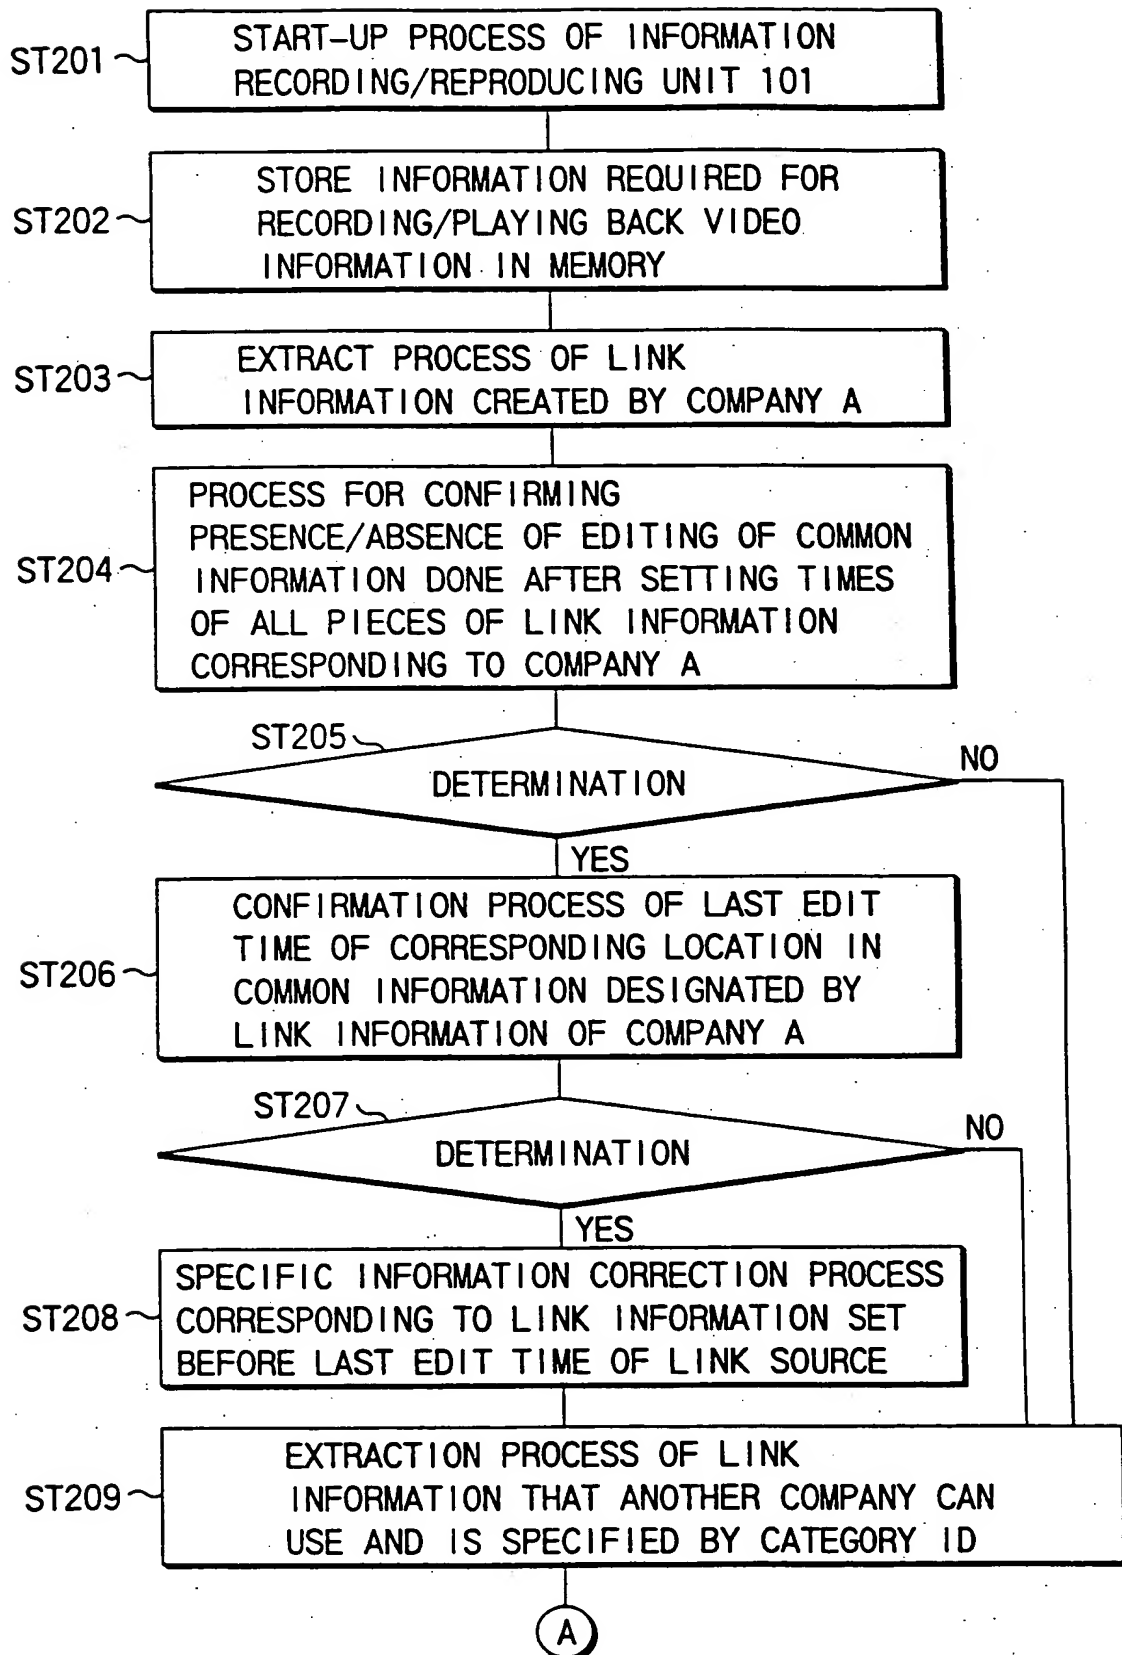 ST201
START-UP PROCESS OF INFORMATION
RECORDING/REPRODUCING UNIT 101
ST202
STORE INFORMATION REQUIRED FOR
RECORDING/PLAYING BACK VIDEO
INFORMATION IN MEMORY
ST203
EXTRACT PROCESS OF LINK
INFORMATION CREATED BY COMPANY A
ST204
PROCESS FOR CONFIRMING
PRESENCE/ABSENCE OF EDITING OF COMMON
INFORMATION DONE AFTER SETTING TIMES
OF ALL PIECES OF LINK INFORMATION
CORRESPONDING TO COMPANY A
ST205
DETERMINATION
NO
YES
ST206
CONFIRMATION PROCESS OF LAST EDIT
TIME OF CORRESPONDING LOCATION IN
COMMON INFORMATION DESIGNATED BY
LINK INFORMATION OF COMPANY A
ST207
DETERMINATION
NO
YES
ST208
SPECIFIC INFORMATION CORRECTION PROCESS
CORRESPONDING TO LINK INFORMATION SET
BEFORE LAST EDIT TIME OF LINK SOURCE
ST209
EXTRACTION PROCESS OF LINK
INFORMATION THAT ANOTHER COMPANY CAN
USE AND IS SPECIFIED BY CATEGORY ID
A